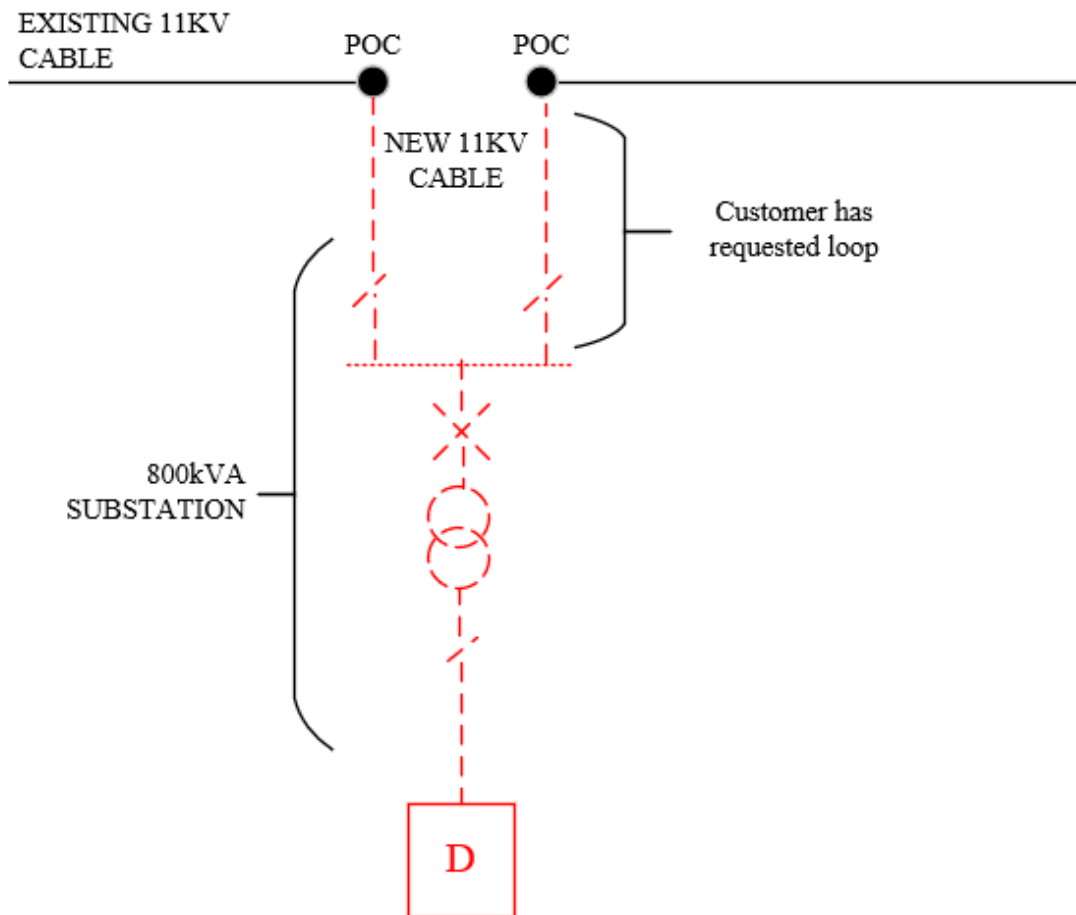 EXISTING 11KV
CABLE
POC
POC
NEW 11KV
CABLE
Customer has
requested loop
800kVA
SUBSTATION
D